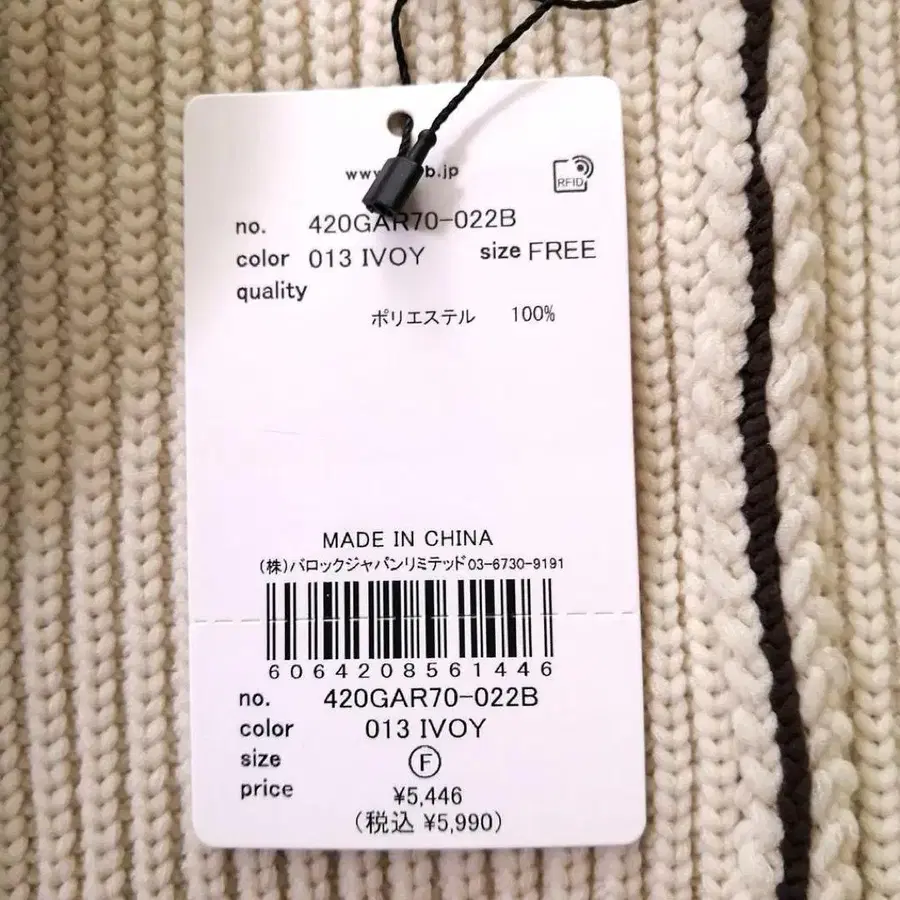 b.jp
RFID
no. 420GAR70-022B
color 013 IVOY size FREE
quality
ポリエステル 100%
MADE IN CHINA
(株)バロックジャパンリミテッド03-6730-9191
6064208561446
no. 420GAR70-022B
color 013 IVOY
size Ⓕ
price ¥5,446
(税込 ¥5,990)